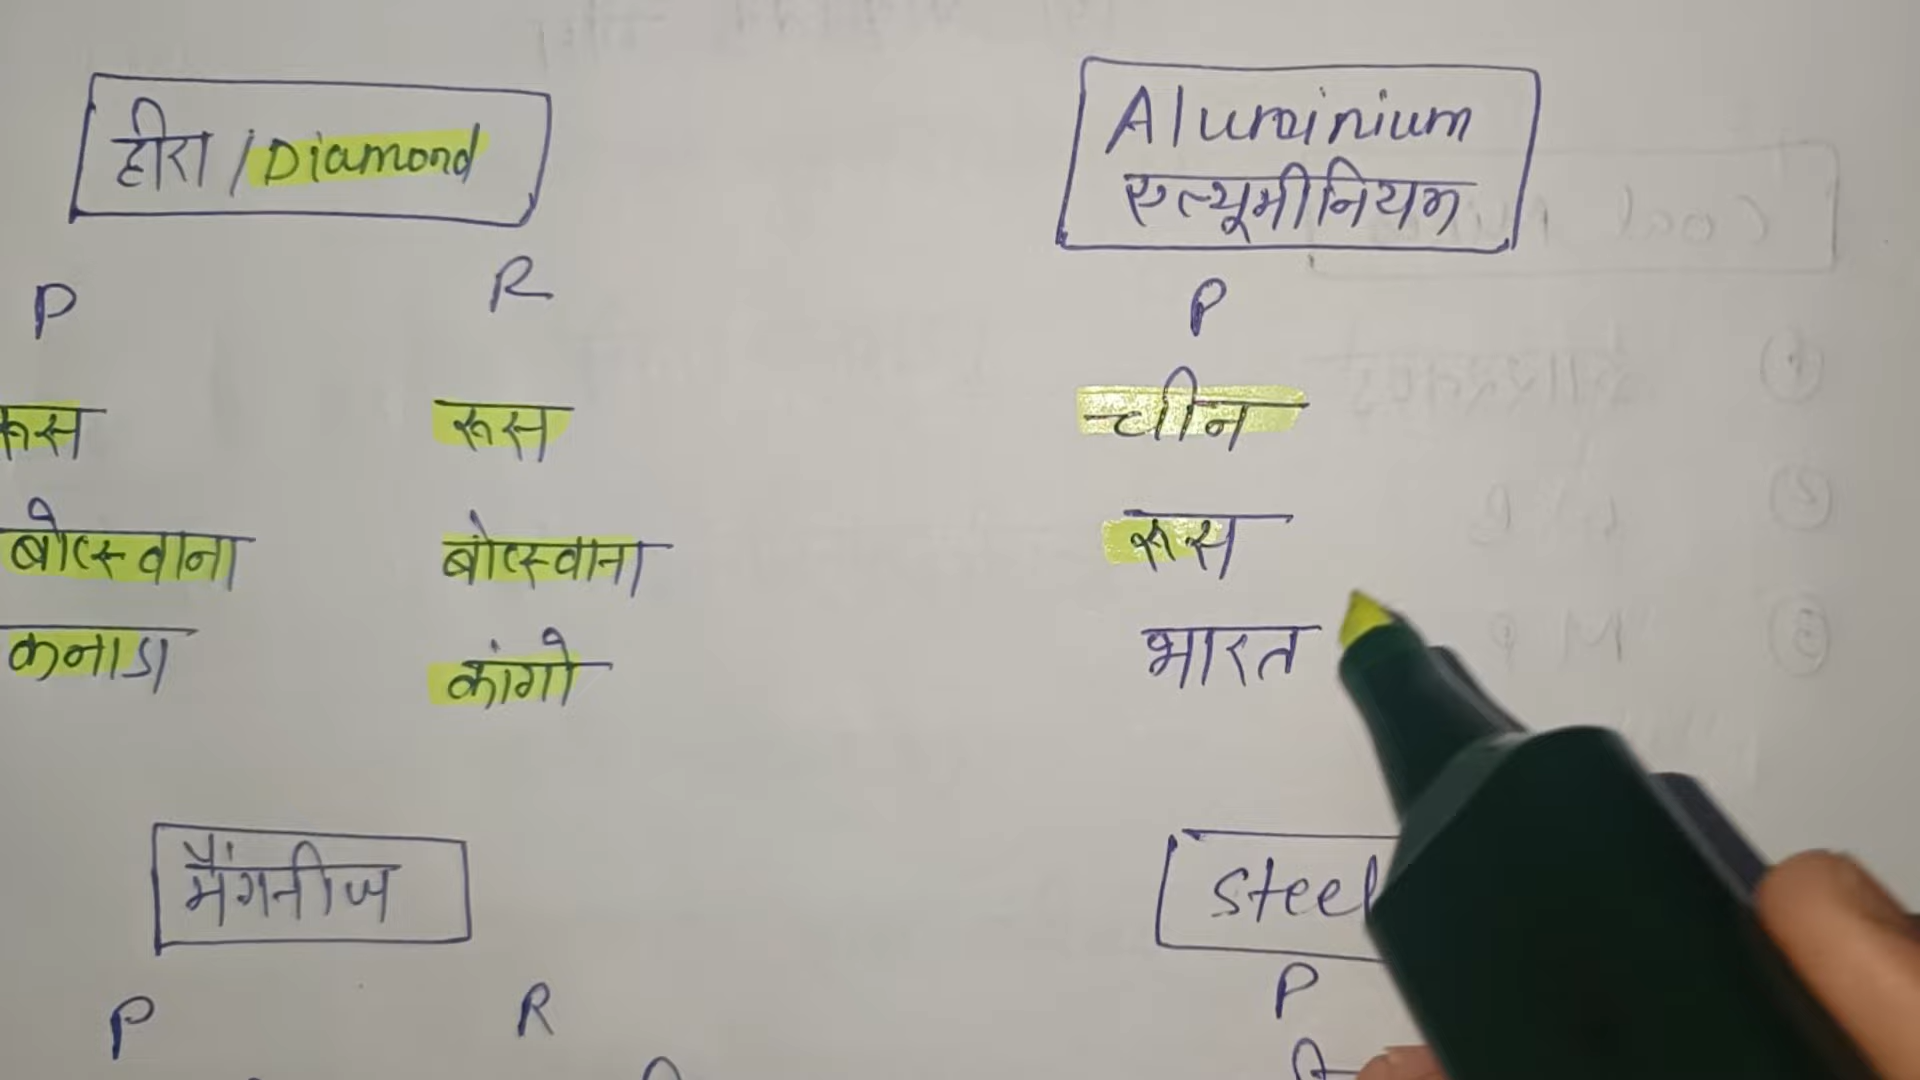 हीरा / Diamond
P R
रूस रूस
बोत्स्वाना बोत्स्वाना
कनाडा कांगो
Aluminium
एल्यूमीनियम
P
चीन
रूस
भारत
मैंगनीज
P R
Steel
P